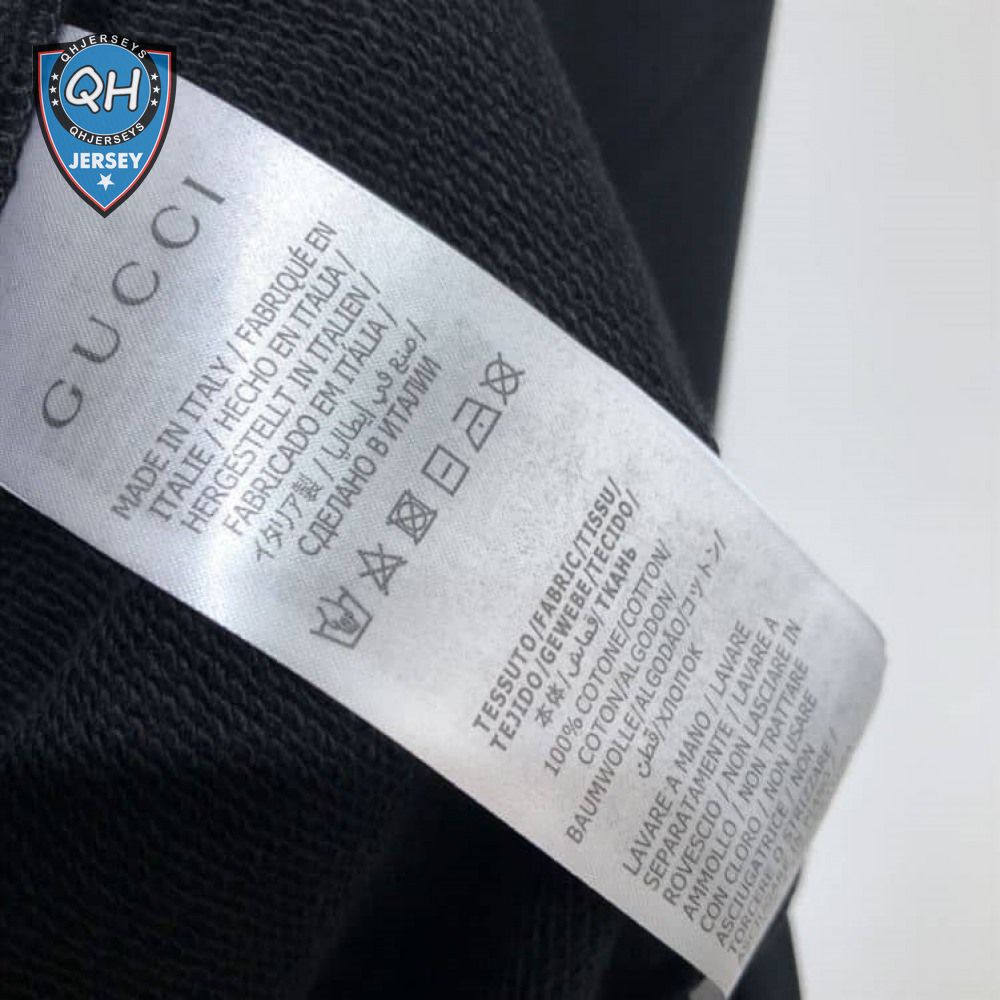 QHJERSEYS
QH
QHJERSEYS
JERSEY
GUCCI
MADE IN ITALY / FABRIQUÉ EN
ITALIE / HECHO EN ITALIA /
HERGESTELLT IN ITALIEN /
FABRICADO EM ITÁLIA /
イタリア製 / صنع في إيطاليا /
СДЕЛАНО В ИТАЛИИ
TESSUTO/FABRIC/TISSU/
TEJIDO/GEWEBE/TECIDO/
本体/قماش/ТКАНЬ
100% COTONE/COTTON/
COTON/ALGODON/
BAUMWOLLE/ALGODÃO/コットン/
قطن/ХЛОПОК
LAVARE A MANO / LAVARE
SEPARATAMENTE / LAVARE A
ROVESCIO / NON LASCIARE IN
AMMOLLO / NON TRATTARE
CON CLORO / NON USARE
ASCIUGATRICE / NON
TORCERE O STRIZZARE /